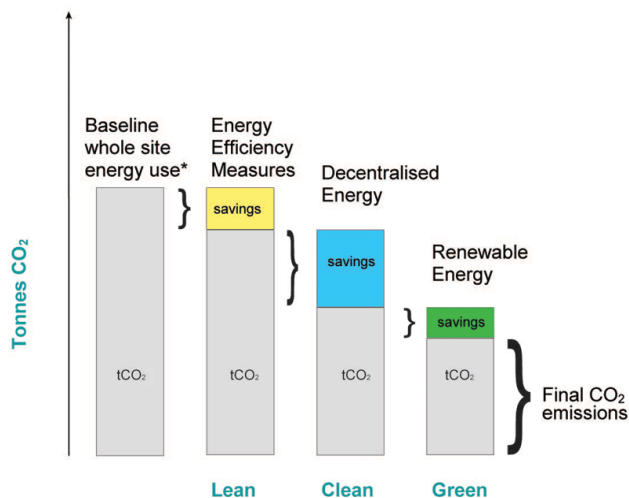 Baseline
whole site
energy use*
Energy
Efficiency
Measures
Decentralised
Energy
Renewable
Energy
savings
savings
savings
tCO₂
tCO₂
tCO₂
tCO₂
Final CO₂
emissions
Tonnes CO₂
Lean
Clean
Green